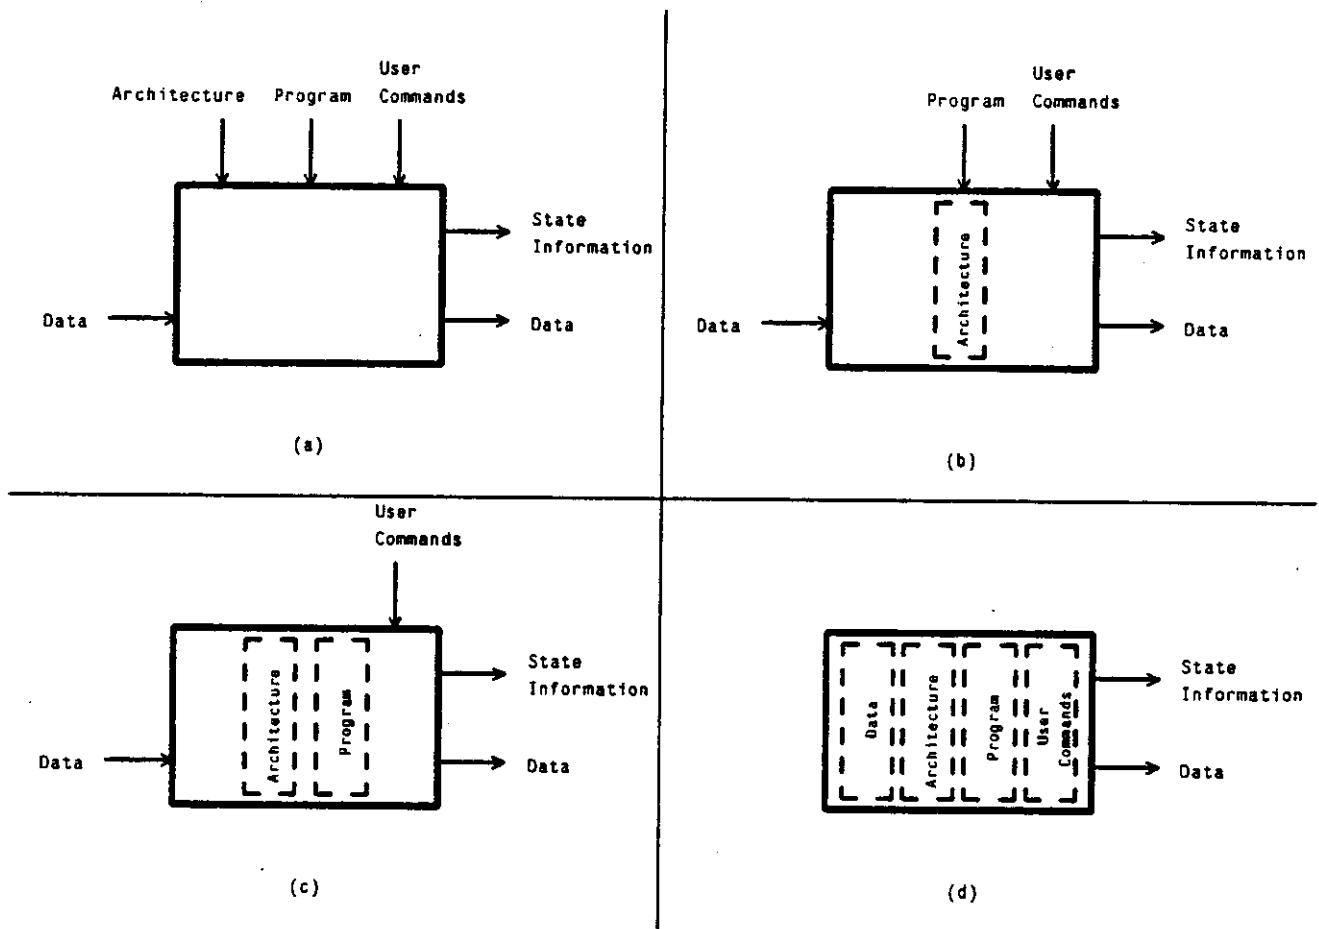 User
Architecture Program Commands
State
Information
Data
Data
(a)
User
Program Commands
Architecture
State
Information
Data
Data
(b)
User
Commands
Architecture
Program
State
Information
Data
Data
(c)
Data
Architecture
Program
User
Commands
State
Information
Data
(d)